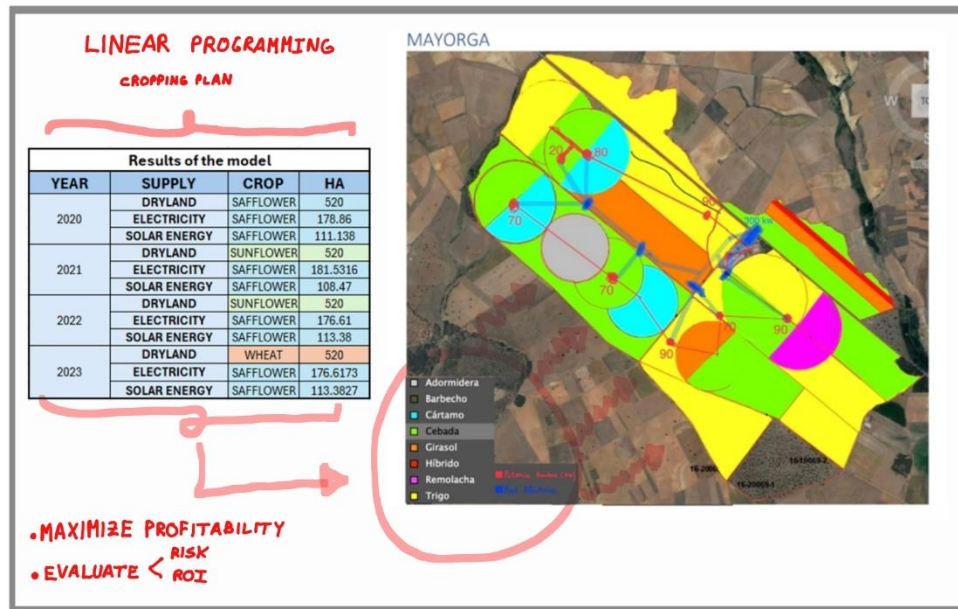 LINEAR PROGRAMMING
CROPPING PLAN
Results of the model
YEAR SUPPLY CROP HA
2020 DRYLAND SAFFLOWER 520
ELECTRICITY SAFFLOWER 178.86
SOLAR ENERGY SAFFLOWER 111.138
2021 DRYLAND SUNFLOWER 520
ELECTRICITY SAFFLOWER 181.5316
SOLAR ENERGY SAFFLOWER 108.47
2022 DRYLAND SUNFLOWER 520
ELECTRICITY SAFFLOWER 176.61
SOLAR ENERGY SAFFLOWER 113.38
2023 DRYLAND WHEAT 520
ELECTRICITY SAFFLOWER 176.6173
SOLAR ENERGY SAFFLOWER 113.3827
• MAXIMIZE PROFITABILITY
• EVALUATE < RISK
ROI
MAYORGA
W
20
80
90
70
70
70
90
90
Adormidera
Barbecho
Cártamo
Cebada
Girasol
Híbrido
Remolacha
Trigo